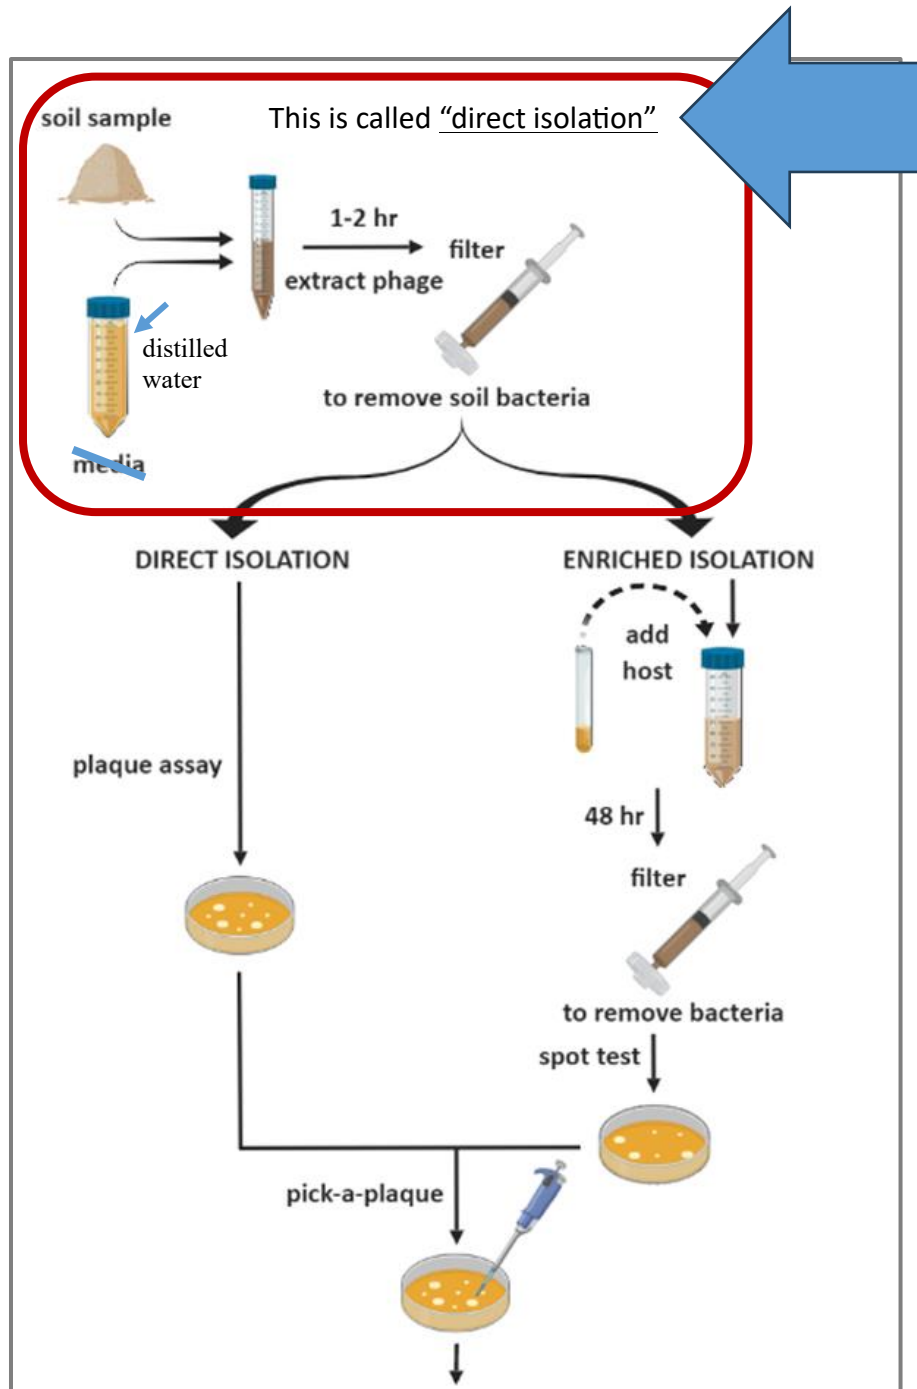 soil sample
This is called “direct isolation”
1-2 hr
extract phage
filter
distilled
water
to remove soil bacteria
media
DIRECT ISOLATION
ENRICHED ISOLATION
add
host
plaque assay
48 hr
filter
to remove bacteria
spot test
pick-a-plaque